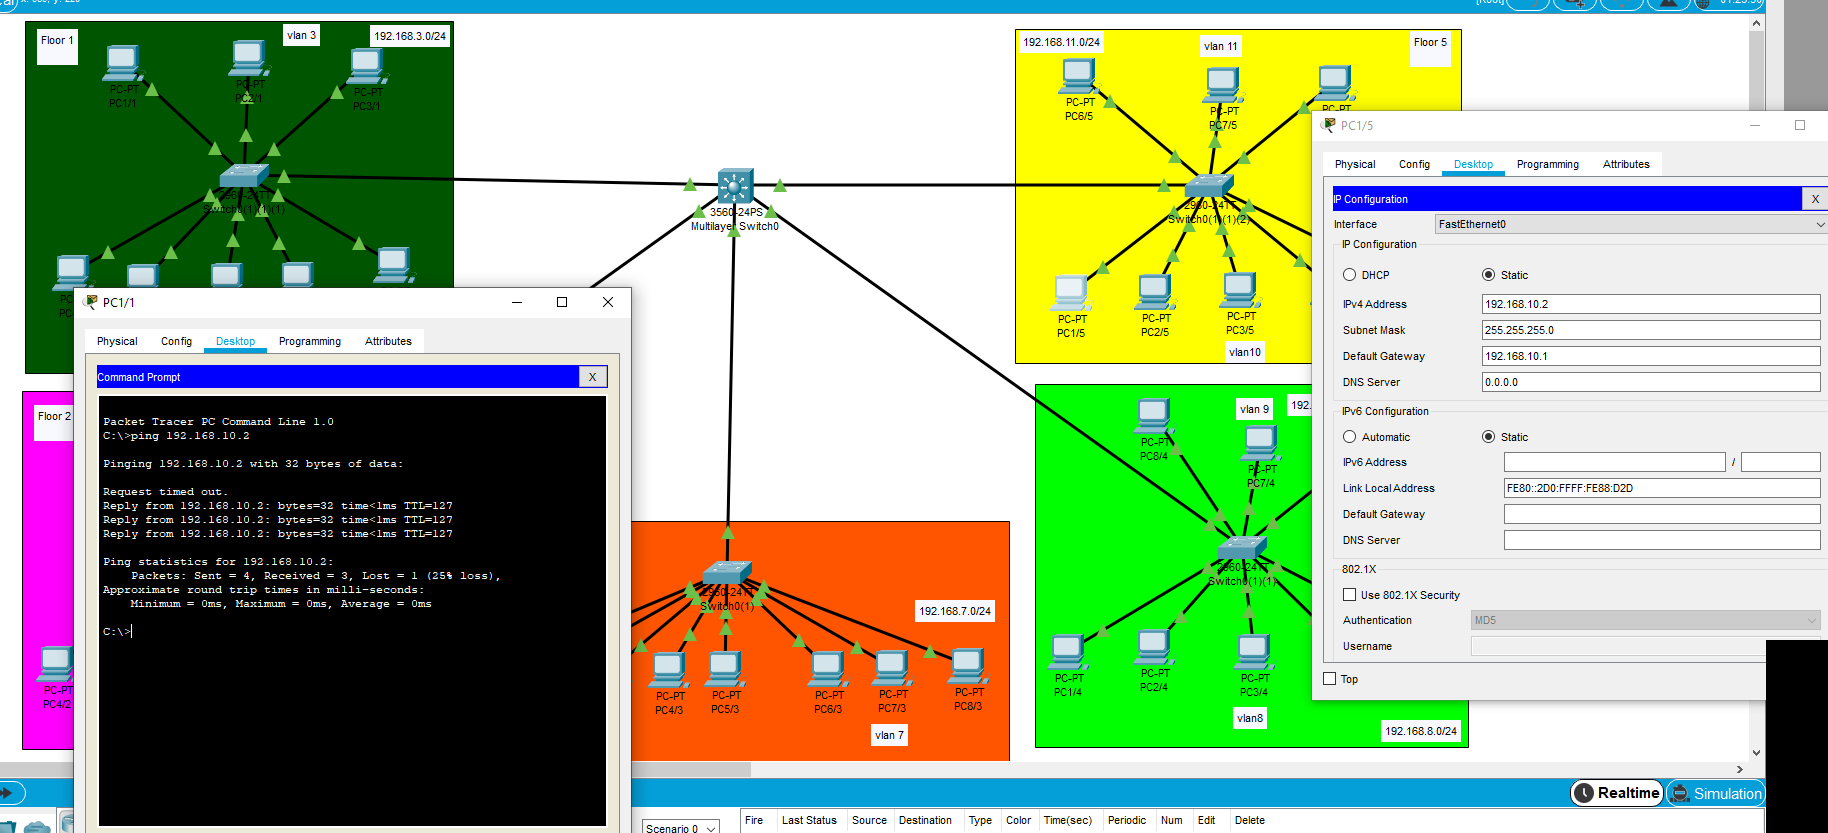 [Root]
Floor 1
vlan 3
192.168.3.0/24
PC-PT
PC1/1
PC-PT
PC2/1
PC-PT
PC3/1
2960-24TT
Switch0(1)(1)(1)
3560-24PS
Multilayer Switch0
192.168.11.0/24
vlan 11
Floor 5
PC-PT
PC6/5
PC-PT
PC7/5
PC-PT
2960-24TT
Switch0(1)(1)(2)
PC-PT
PC1/5
PC-PT
PC2/5
PC-PT
PC3/5
vlan10
Floor 2
PC-PT
PC4/2
PC1/1
Physical Config Desktop Programming Attributes
Command Prompt X
Packet Tracer PC Command Line 1.0
C:\>ping 192.168.10.2
Pinging 192.168.10.2 with 32 bytes of data:
Request timed out.
Reply from 192.168.10.2: bytes=32 time<1ms TTL=127
Reply from 192.168.10.2: bytes=32 time<1ms TTL=127
Reply from 192.168.10.2: bytes=32 time<1ms TTL=127
Ping statistics for 192.168.10.2:
Packets: Sent = 4, Received = 3, Lost = 1 (25% loss),
Approximate round trip times in milli-seconds:
Minimum = 0ms, Maximum = 0ms, Average = 0ms
C:\>
2960-24TT
Switch0(1)
192.168.7.0/24
PC-PT
PC4/3
PC-PT
PC5/3
PC-PT
PC6/3
PC-PT
PC7/3
PC-PT
PC8/3
vlan 7
vlan 9
192.
PC-PT
PC8/4
PC-PT
PC7/4
2960-24TT
Switch0(1)(1)
PC-PT
PC1/4
PC-PT
PC2/4
PC-PT
PC3/4
vlan8
192.168.8.0/24
PC1/5
Physical Config Desktop Programming Attributes
IP Configuration X
Interface FastEthernet0
IP Configuration
DHCP Static
IPv4 Address 192.168.10.2
Subnet Mask 255.255.255.0
Default Gateway 192.168.10.1
DNS Server 0.0.0.0
IPv6 Configuration
Automatic Static
IPv6 Address /
Link Local Address FE80::2D0:FFFF:FE88:D2D
Default Gateway
DNS Server
802.1X
Use 802.1X Security
Authentication MD5
Username
Top
Realtime Simulation
Scenario 0
Fire Last Status Source Destination Type Color Time(sec) Periodic Num Edit Delete